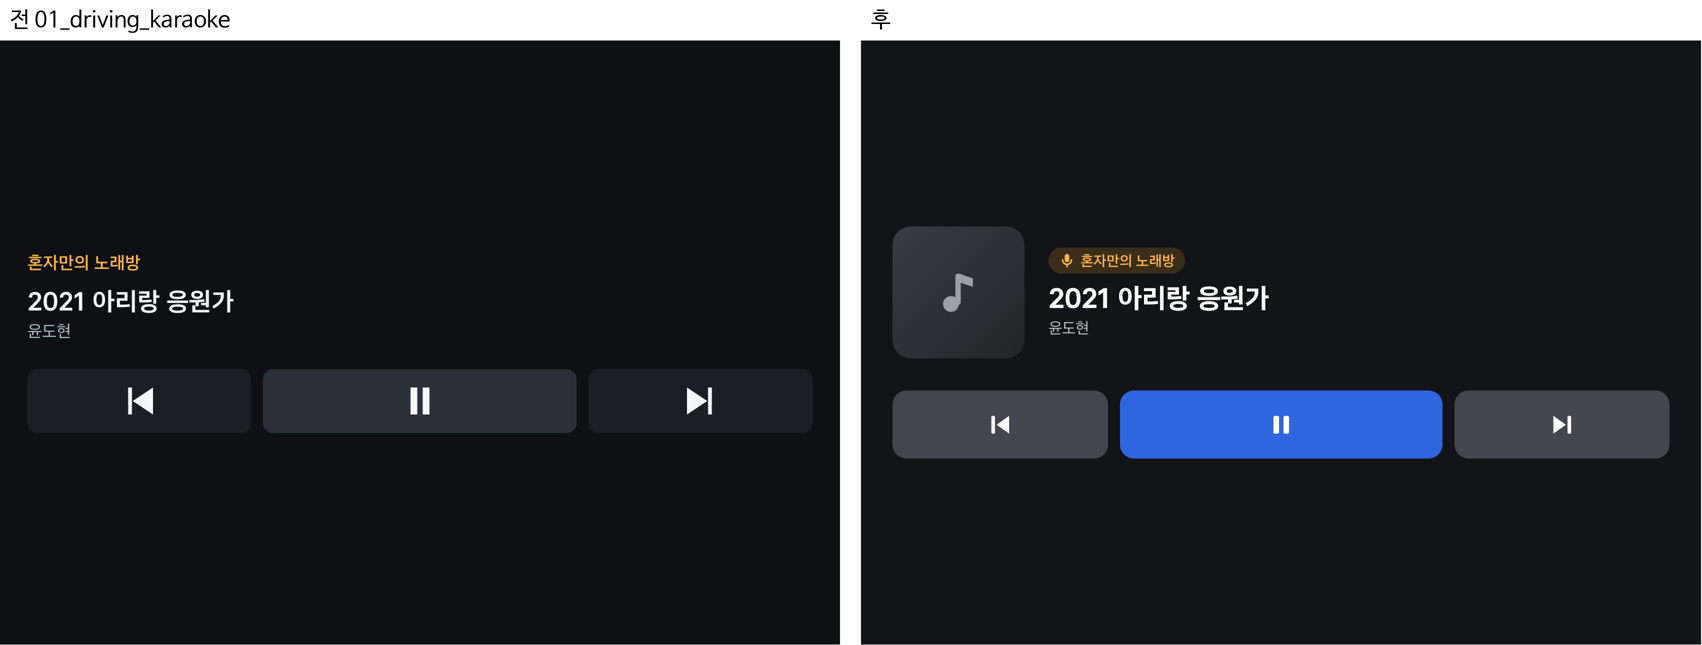 전 01_driving_karaoke
혼자만의 노래방
2021 아리랑 응원가
윤도현
후
혼자만의 노래방
2021 아리랑 응원가
윤도현